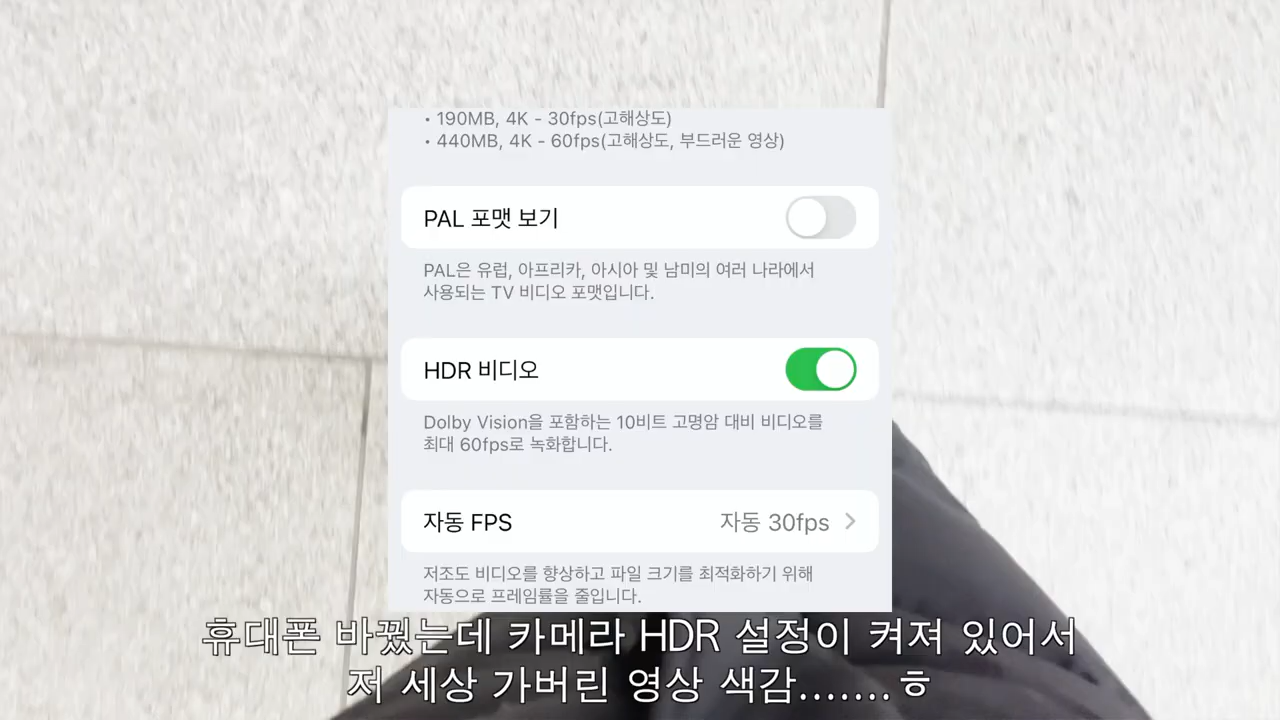 • 190MB, 4K - 30fps(고해상도)
• 440MB, 4K - 60fps(고해상도, 부드러운 영상)
PAL 포맷 보기
PAL은 유럽, 아프리카, 아시아 및 남미의 여러 나라에서
사용되는 TV 비디오 포맷입니다.
HDR 비디오
Dolby Vision을 포함하는 10비트 고명암 대비 비디오를
최대 60fps로 녹화합니다.
자동 FPS 자동 30fps
저조도 비디오를 향상하고 파일 크기를 최적화하기 위해
자동으로 프레임률을 줄입니다.
휴대폰 바꿨는데 카메라 HDR 설정이 켜져 있어서
저 세상 가버린 영상 색감.......ㅎ